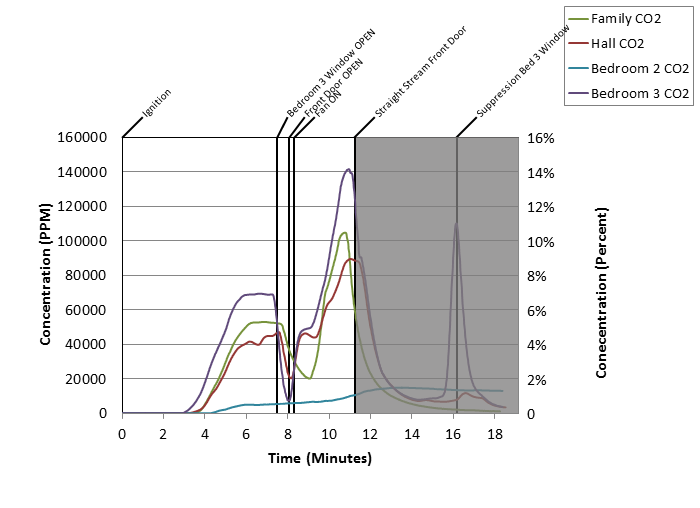 Family CO2
Hall CO2
Bedroom 2 CO2
Bedroom 3 CO2
Ignition
Bedroom 3 Window OPEN
Front Door OPEN
Fan ON
Straight Stream Front Door
Suppression Bed 3 Window
160000
140000
120000
100000
80000
60000
40000
20000
0
16%
14%
12%
10%
8%
6%
4%
2%
0
Concentration (PPM)
Conecentration (Percent)
0 2 4 6 8 10 12 14 16 18
Time (Minutes)